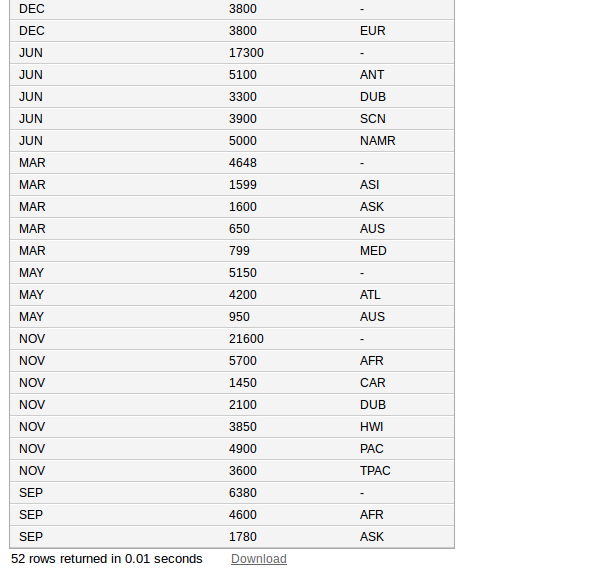 DEC 3800 -
DEC 3800 EUR
JUN 17300 -
JUN 5100 ANT
JUN 3300 DUB
JUN 3900 SCN
JUN 5000 NAMR
MAR 4648 -
MAR 1599 ASI
MAR 1600 ASK
MAR 650 AUS
MAR 799 MED
MAY 5150 -
MAY 4200 ATL
MAY 950 AUS
NOV 21600 -
NOV 5700 AFR
NOV 1450 CAR
NOV 2100 DUB
NOV 3850 HWI
NOV 4900 PAC
NOV 3600 TPAC
SEP 6380 -
SEP 4600 AFR
SEP 1780 ASK
52 rows returned in 0.01 seconds Download